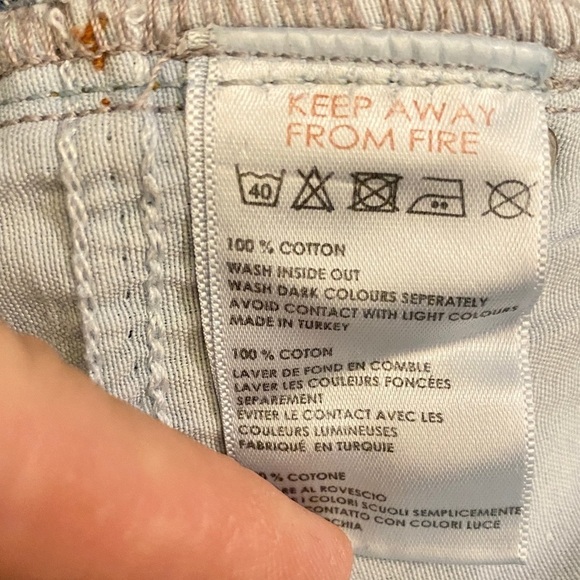 KEEP AWAY
FROM FIRE
40
100 % COTTON
WASH INSIDE OUT
WASH DARK COLOURS SEPERATELY
AVOID CONTACT WITH LIGHT COLOURS
MADE IN TURKEY
100 % COTON
LAVER DE FOND EN COMBLE
LAVER LES COULEURS FONCÉES
SEPAREMENT
EVITER LE CONTACT AVEC LES
COULEURS LUMINEUSES
FABRIQUÉ EN TURQUIE
% COTONE
AL ROVESCIO
COLORI SCUOLI SEMPLICEMENTE
CONTATTO CON COLORI LUCE